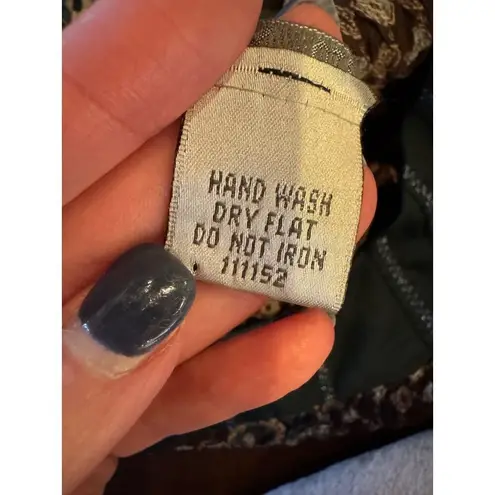 HAND WASH
DRY FLAT
DO NOT IRON
111152